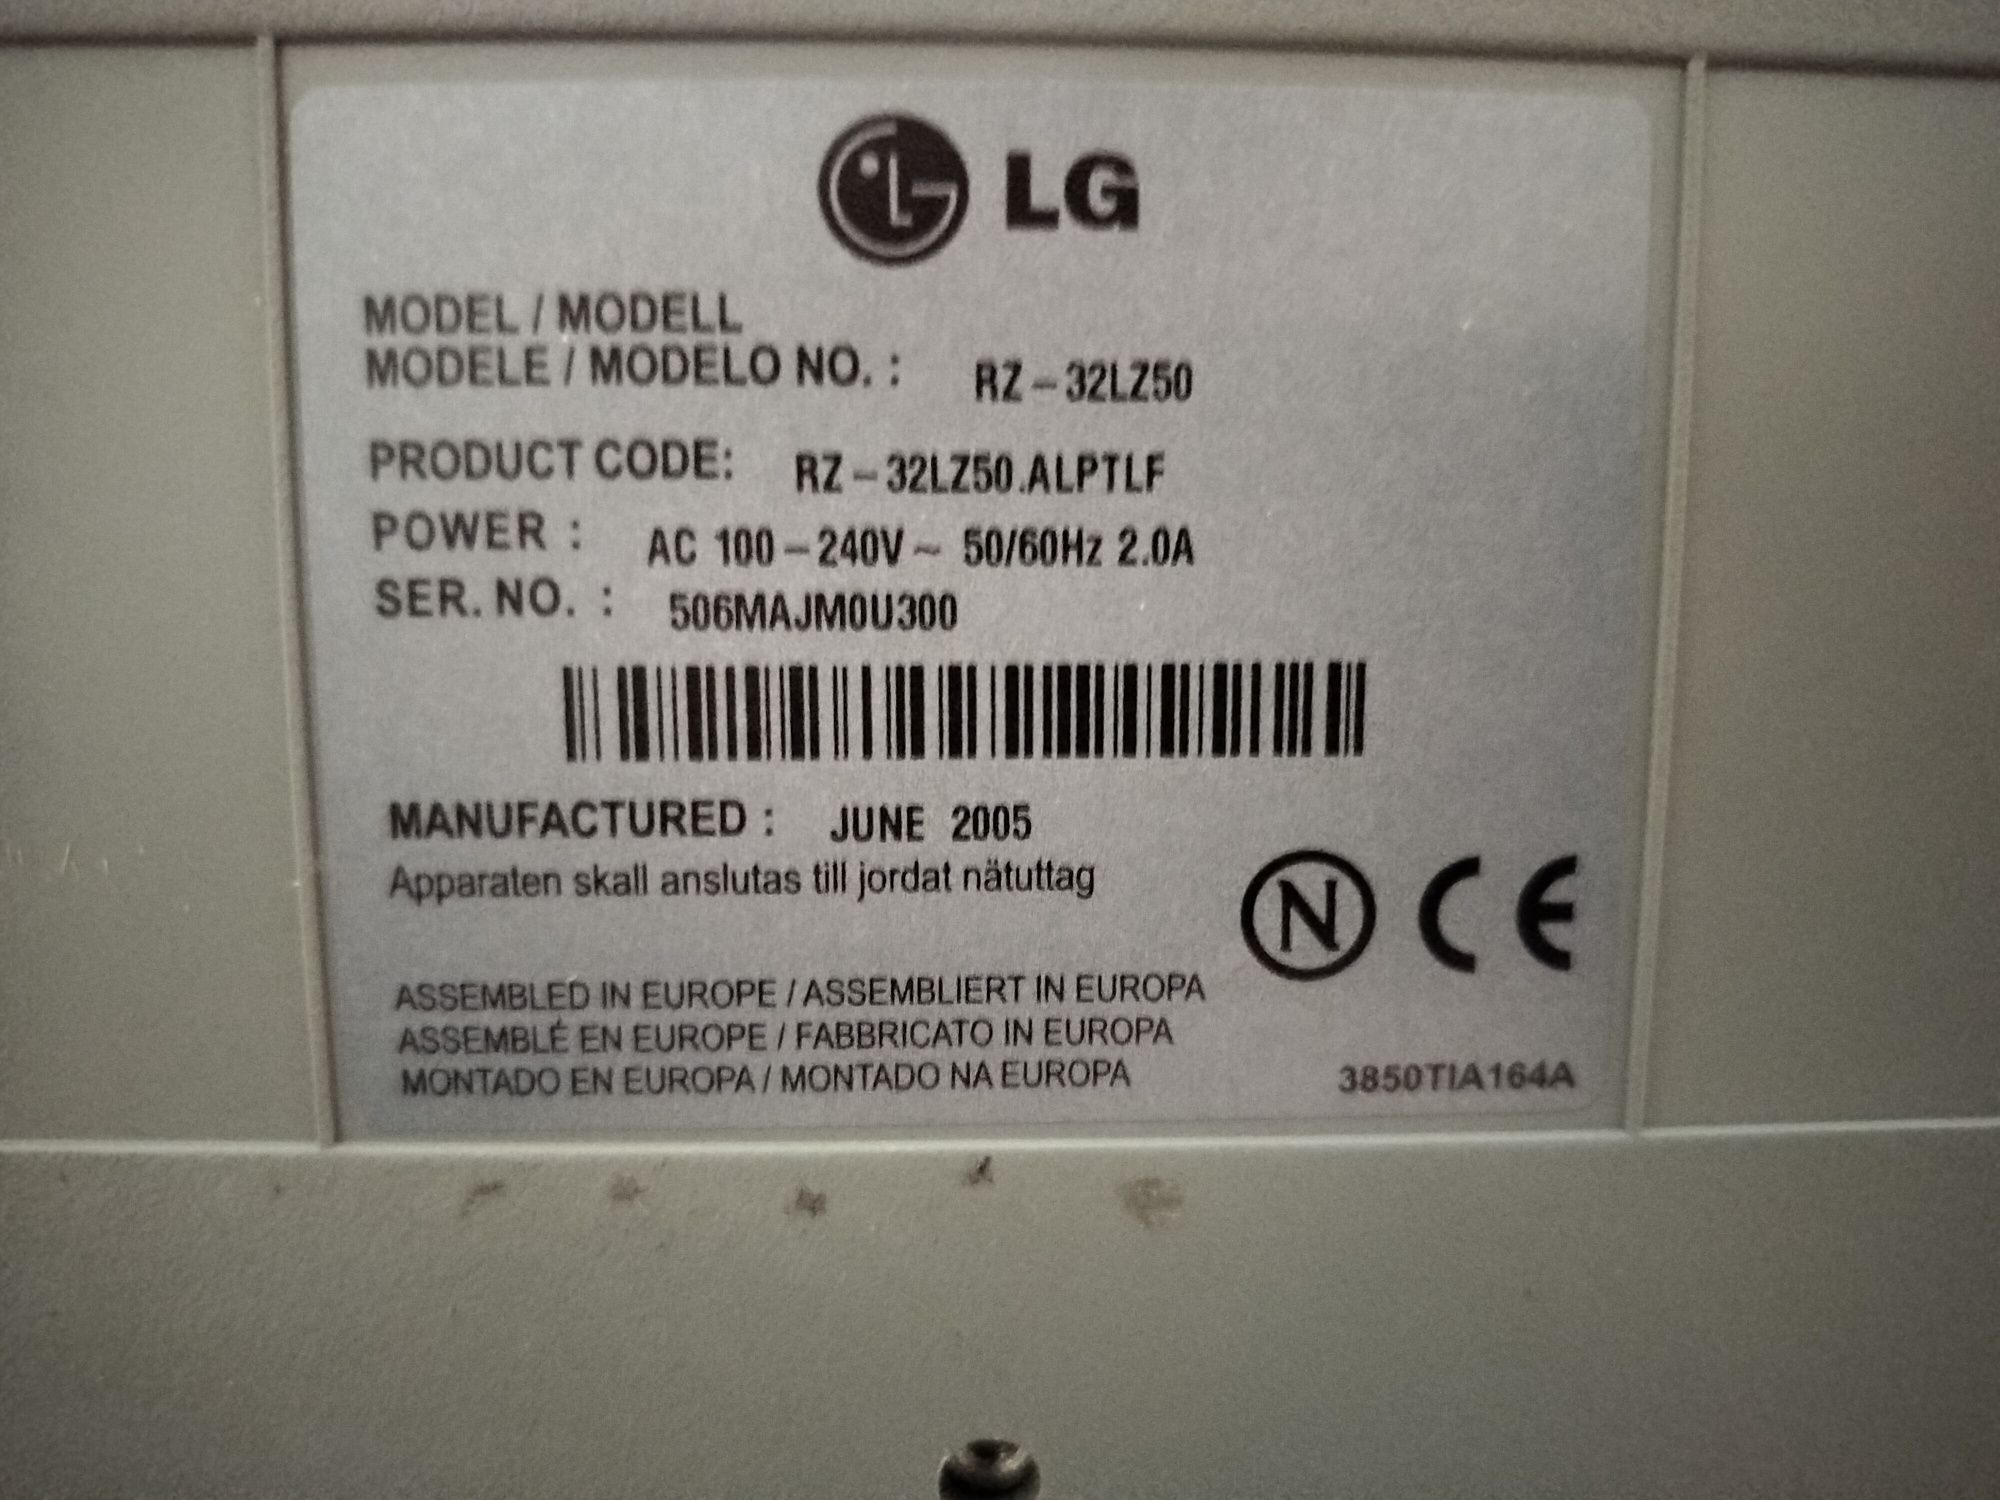 LG
MODEL / MODELL
MODELE / MODELO NO. : RZ-32LZ50
PRODUCT CODE: RZ-32LZ50.ALPTLF
POWER : AC 100-240V~ 50/60Hz 2.0A
SER. NO. : 506MAJM0U300
MANUFACTURED : JUNE 2005
Apparaten skall anslutas till jordat nätuttag
N CE
ASSEMBLED IN EUROPE / ASSEMBLIERT IN EUROPA
ASSEMBLÉ EN EUROPE / FABBRICATO IN EUROPA
MONTADO EN EUROPA / MONTADO NA EUROPA
3850TIA164A